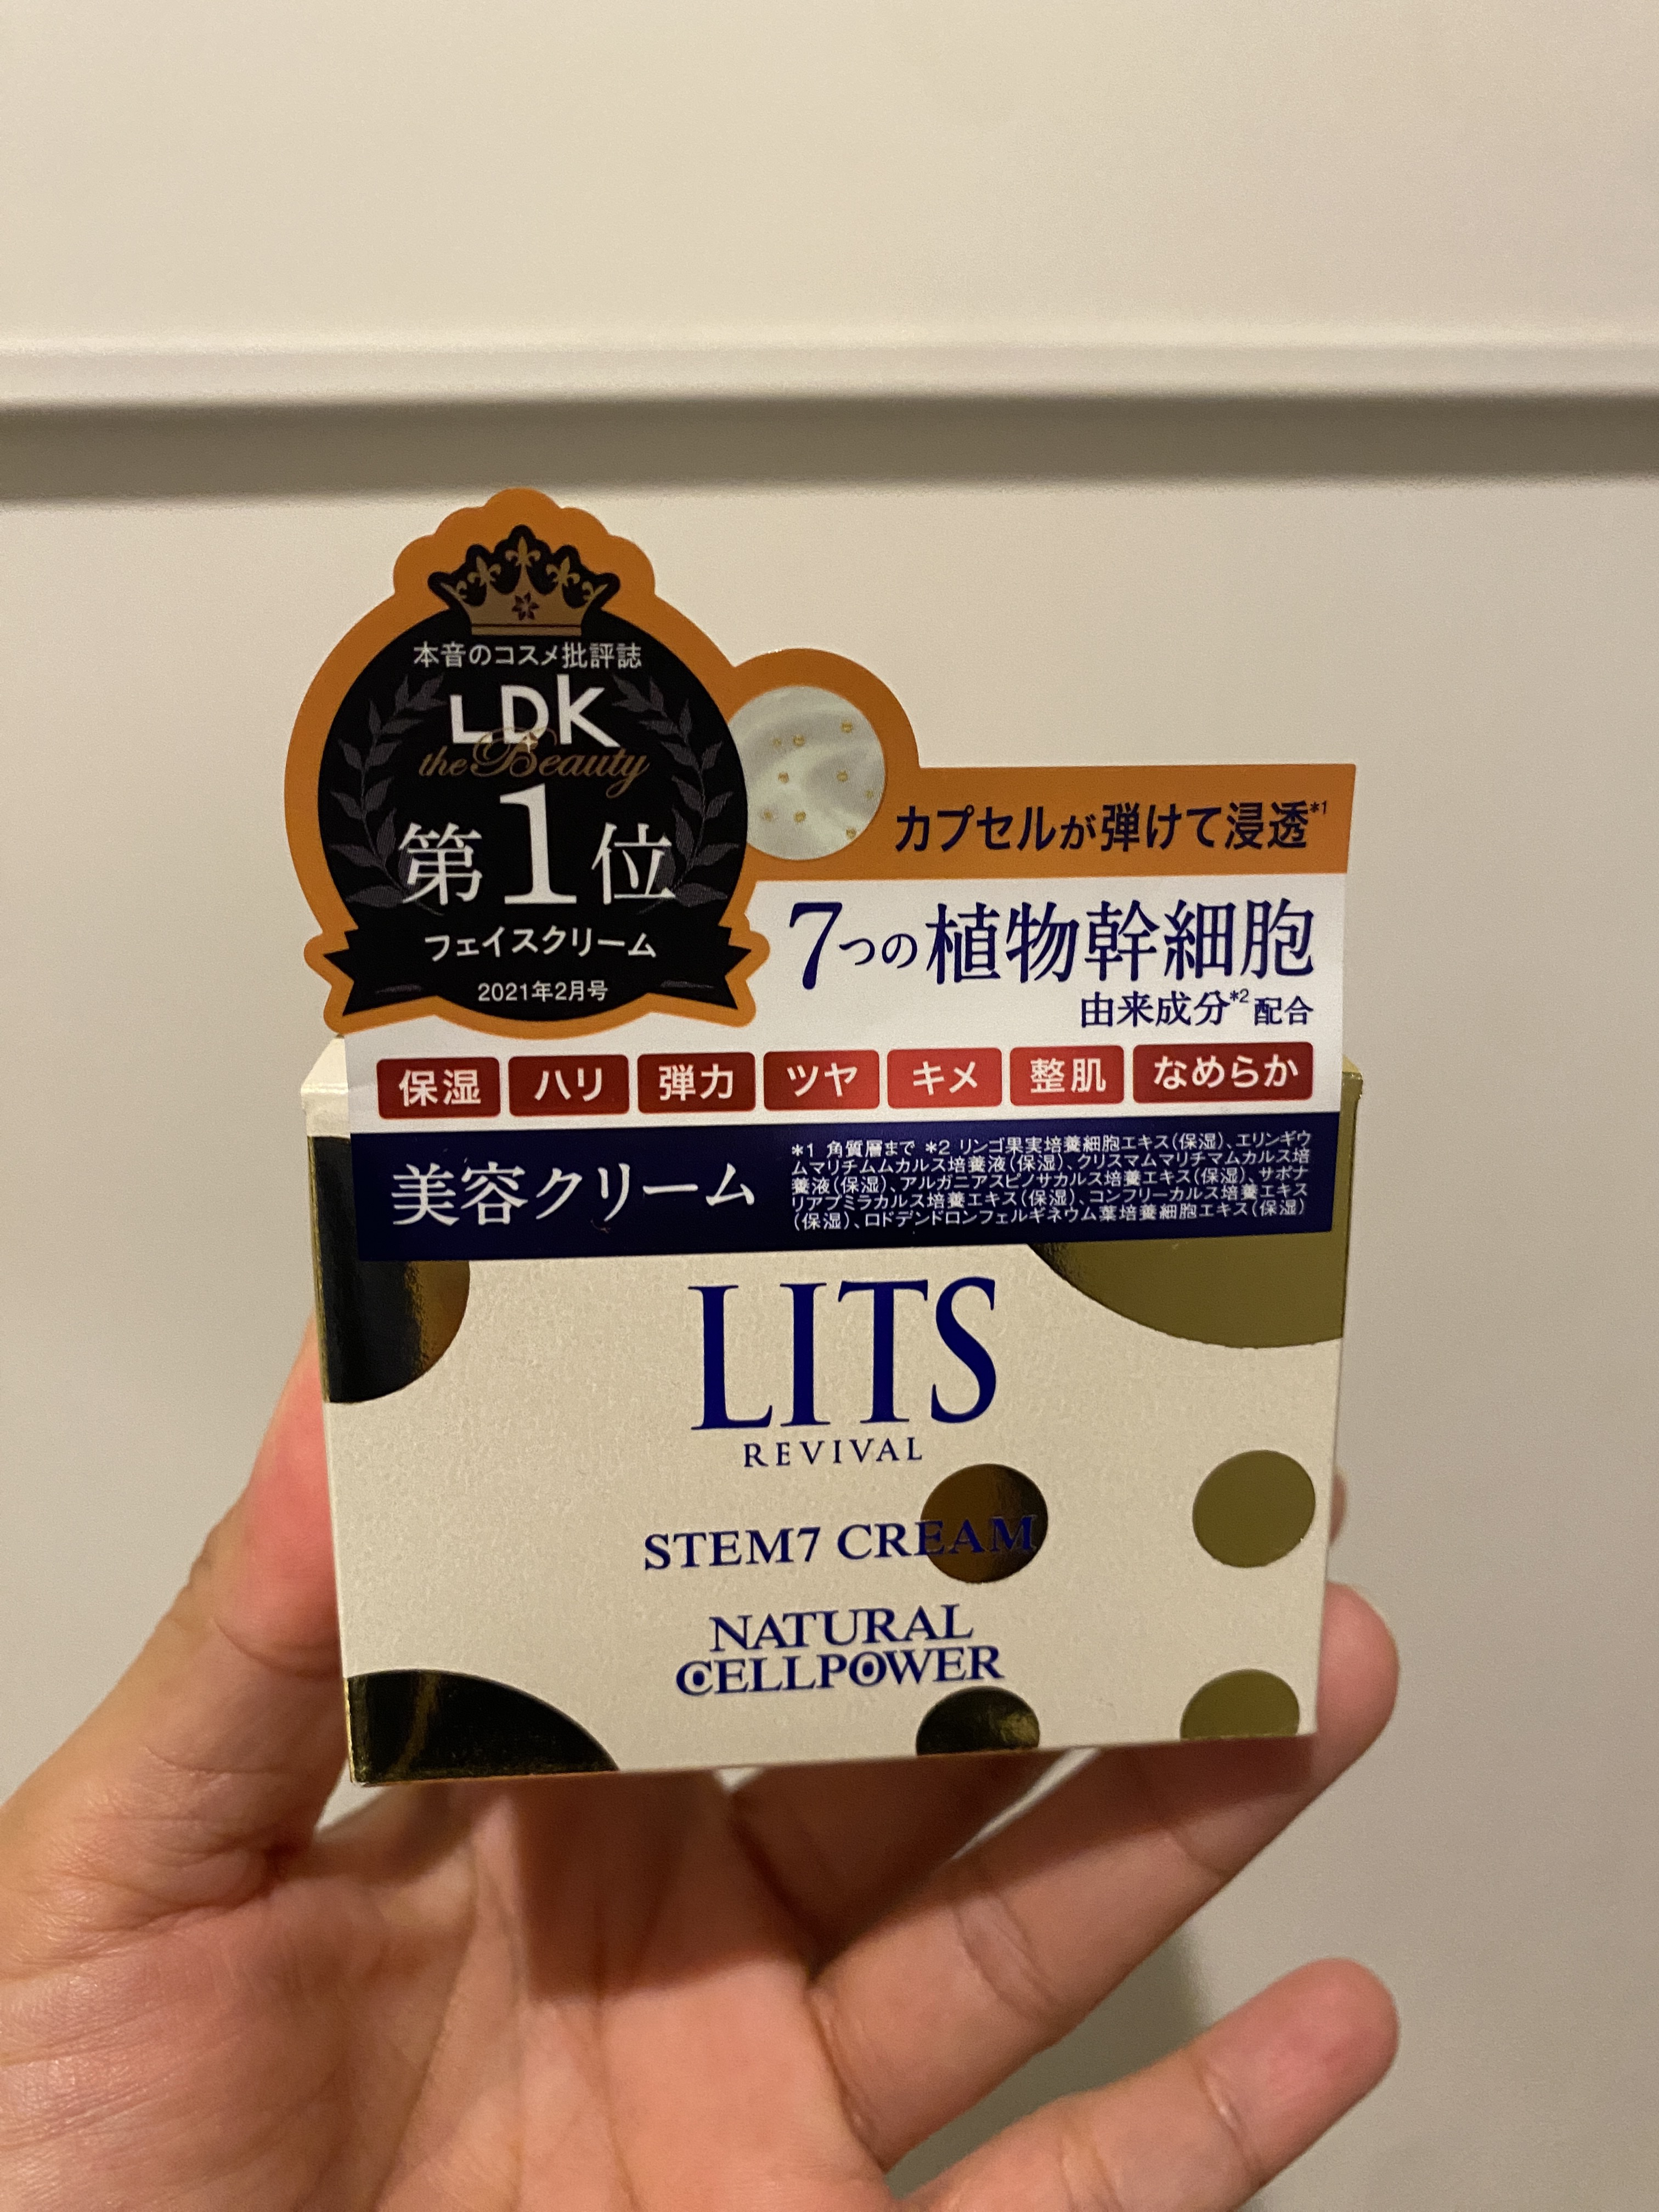 本音のコスメ批評誌
LDK
the Beauty
第1位
フェイスクリーム
2021年2月号
カプセルが弾けて浸透*1
7つの植物幹細胞
由来成分*2配合
保湿 ハリ 弾力 ツヤ キメ 整肌 なめらか
美容クリーム
*1 角質層まで *2 リンゴ果実培養細胞エキス(保湿)、エリンギウ
ムマリチムムカルス培養液(保湿)、クリスマムマリチマムカルス培
養液(保湿)、アルガニアスピノサカルス培養エキス(保湿)、サポナ
リアプミラカルス培養エキス(保湿)、コンフリーカルス培養エキス
(保湿)、ロドデンドロンフェルギネウム葉培養細胞エキス(保湿)
LITS
REVIVAL
STEM7 CREAM
NATURAL
CELLPOWER